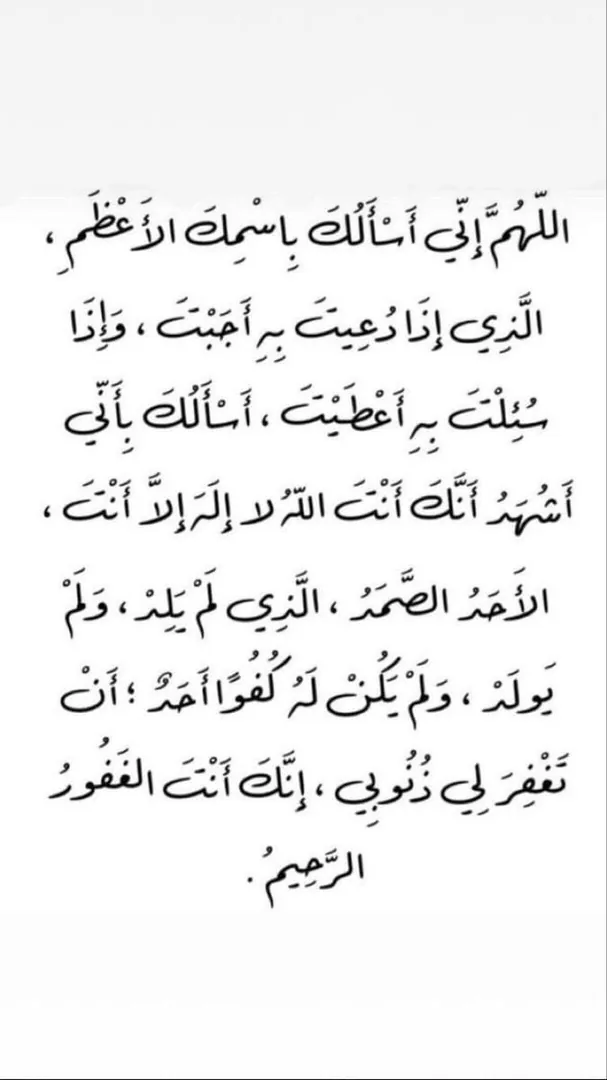 اللَّهُمَّ إِنِّي أَسْأَلُكَ بِاسْمِكَ الأَعْظَمِ ،
الَّذِي إِذَا دُعِيتَ بِهِ أَجَبْتَ ، وَإِذَا
سُئِلْتَ بِهِ أَعْطَيْتَ ، أَسْأَلُكَ بِأَنِّي
أَشْهَدُ أَنَّكَ أَنْتَ اللَّهُ لا إِلَهَ إِلاَّ أَنْتَ ،
الأَحَدُ الصَّمَدُ ، الَّذِي لَمْ يَلِدْ ، وَلَمْ
يَولَدْ ، وَلَمْ يَكُنْ لَهُ كُفُوًا أَحَدٌ ؛ أَنْ
تَغْفِرَ لِي ذُنُوبِي ، إِنَّكَ أَنْتَ الغَفُورُ
الرَّحِيمُ .